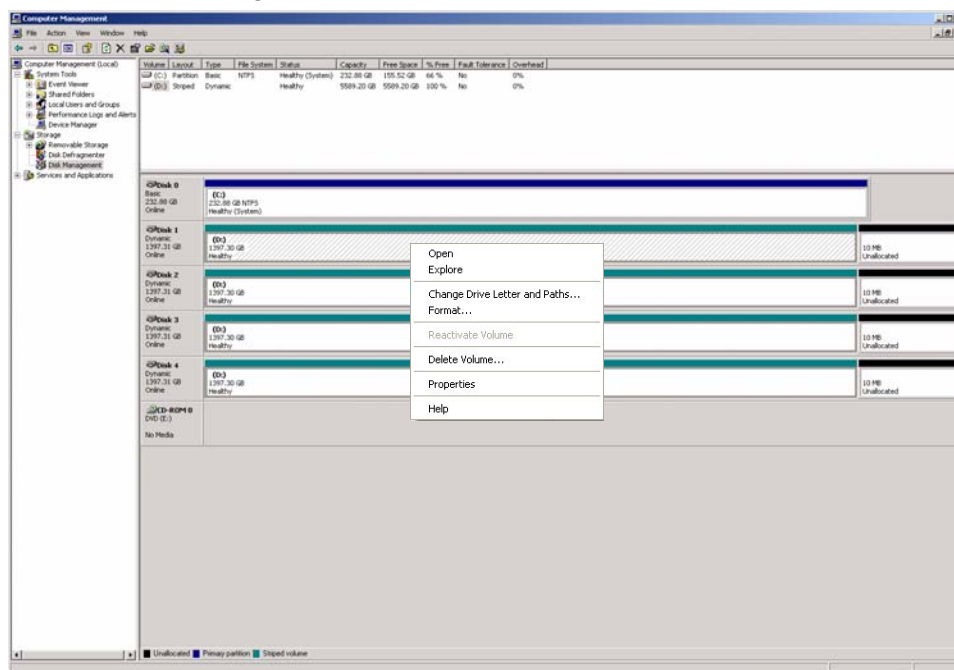 Computer Management
File Action View Window Help
Computer Management (Local)
System Tools
Event Viewer
Shared Folders
Local Users and Groups
Performance Logs and Alerts
Device Manager
Storage
Removable Storage
Disk Defragmenter
Disk Management
Services and Applications
Volume Layout Type File System Status Capacity Free Space % Free Fault Tolerance Overhead
(C:) Partition Basic NTFS Healthy (System) 232.88 GB 155.52 GB 66 % No 0%
(D:) Striped Dynamic Healthy 5589.20 GB 5589.20 GB 100 % No 0%
Disk 0
Basic
232.88 GB
Online
(C:)
232.88 GB NTFS
Healthy (System)
Disk 1
Dynamic
1397.31 GB
Online
(D:)
1397.30 GB
Healthy
10 MB
Unallocated
Disk 2
Dynamic
1397.31 GB
Online
(D:)
1397.30 GB
Healthy
10 MB
Unallocated
Disk 3
Dynamic
1397.31 GB
Online
(D:)
1397.30 GB
Healthy
10 MB
Unallocated
Disk 4
Dynamic
1397.31 GB
Online
(D:)
1397.30 GB
Healthy
10 MB
Unallocated
CD-ROM 0
DVD (E:)
No Media
Open
Explore
Change Drive Letter and Paths...
Format...
Reactivate Volume
Delete Volume...
Properties
Help
Unallocated Primary partition Striped volume